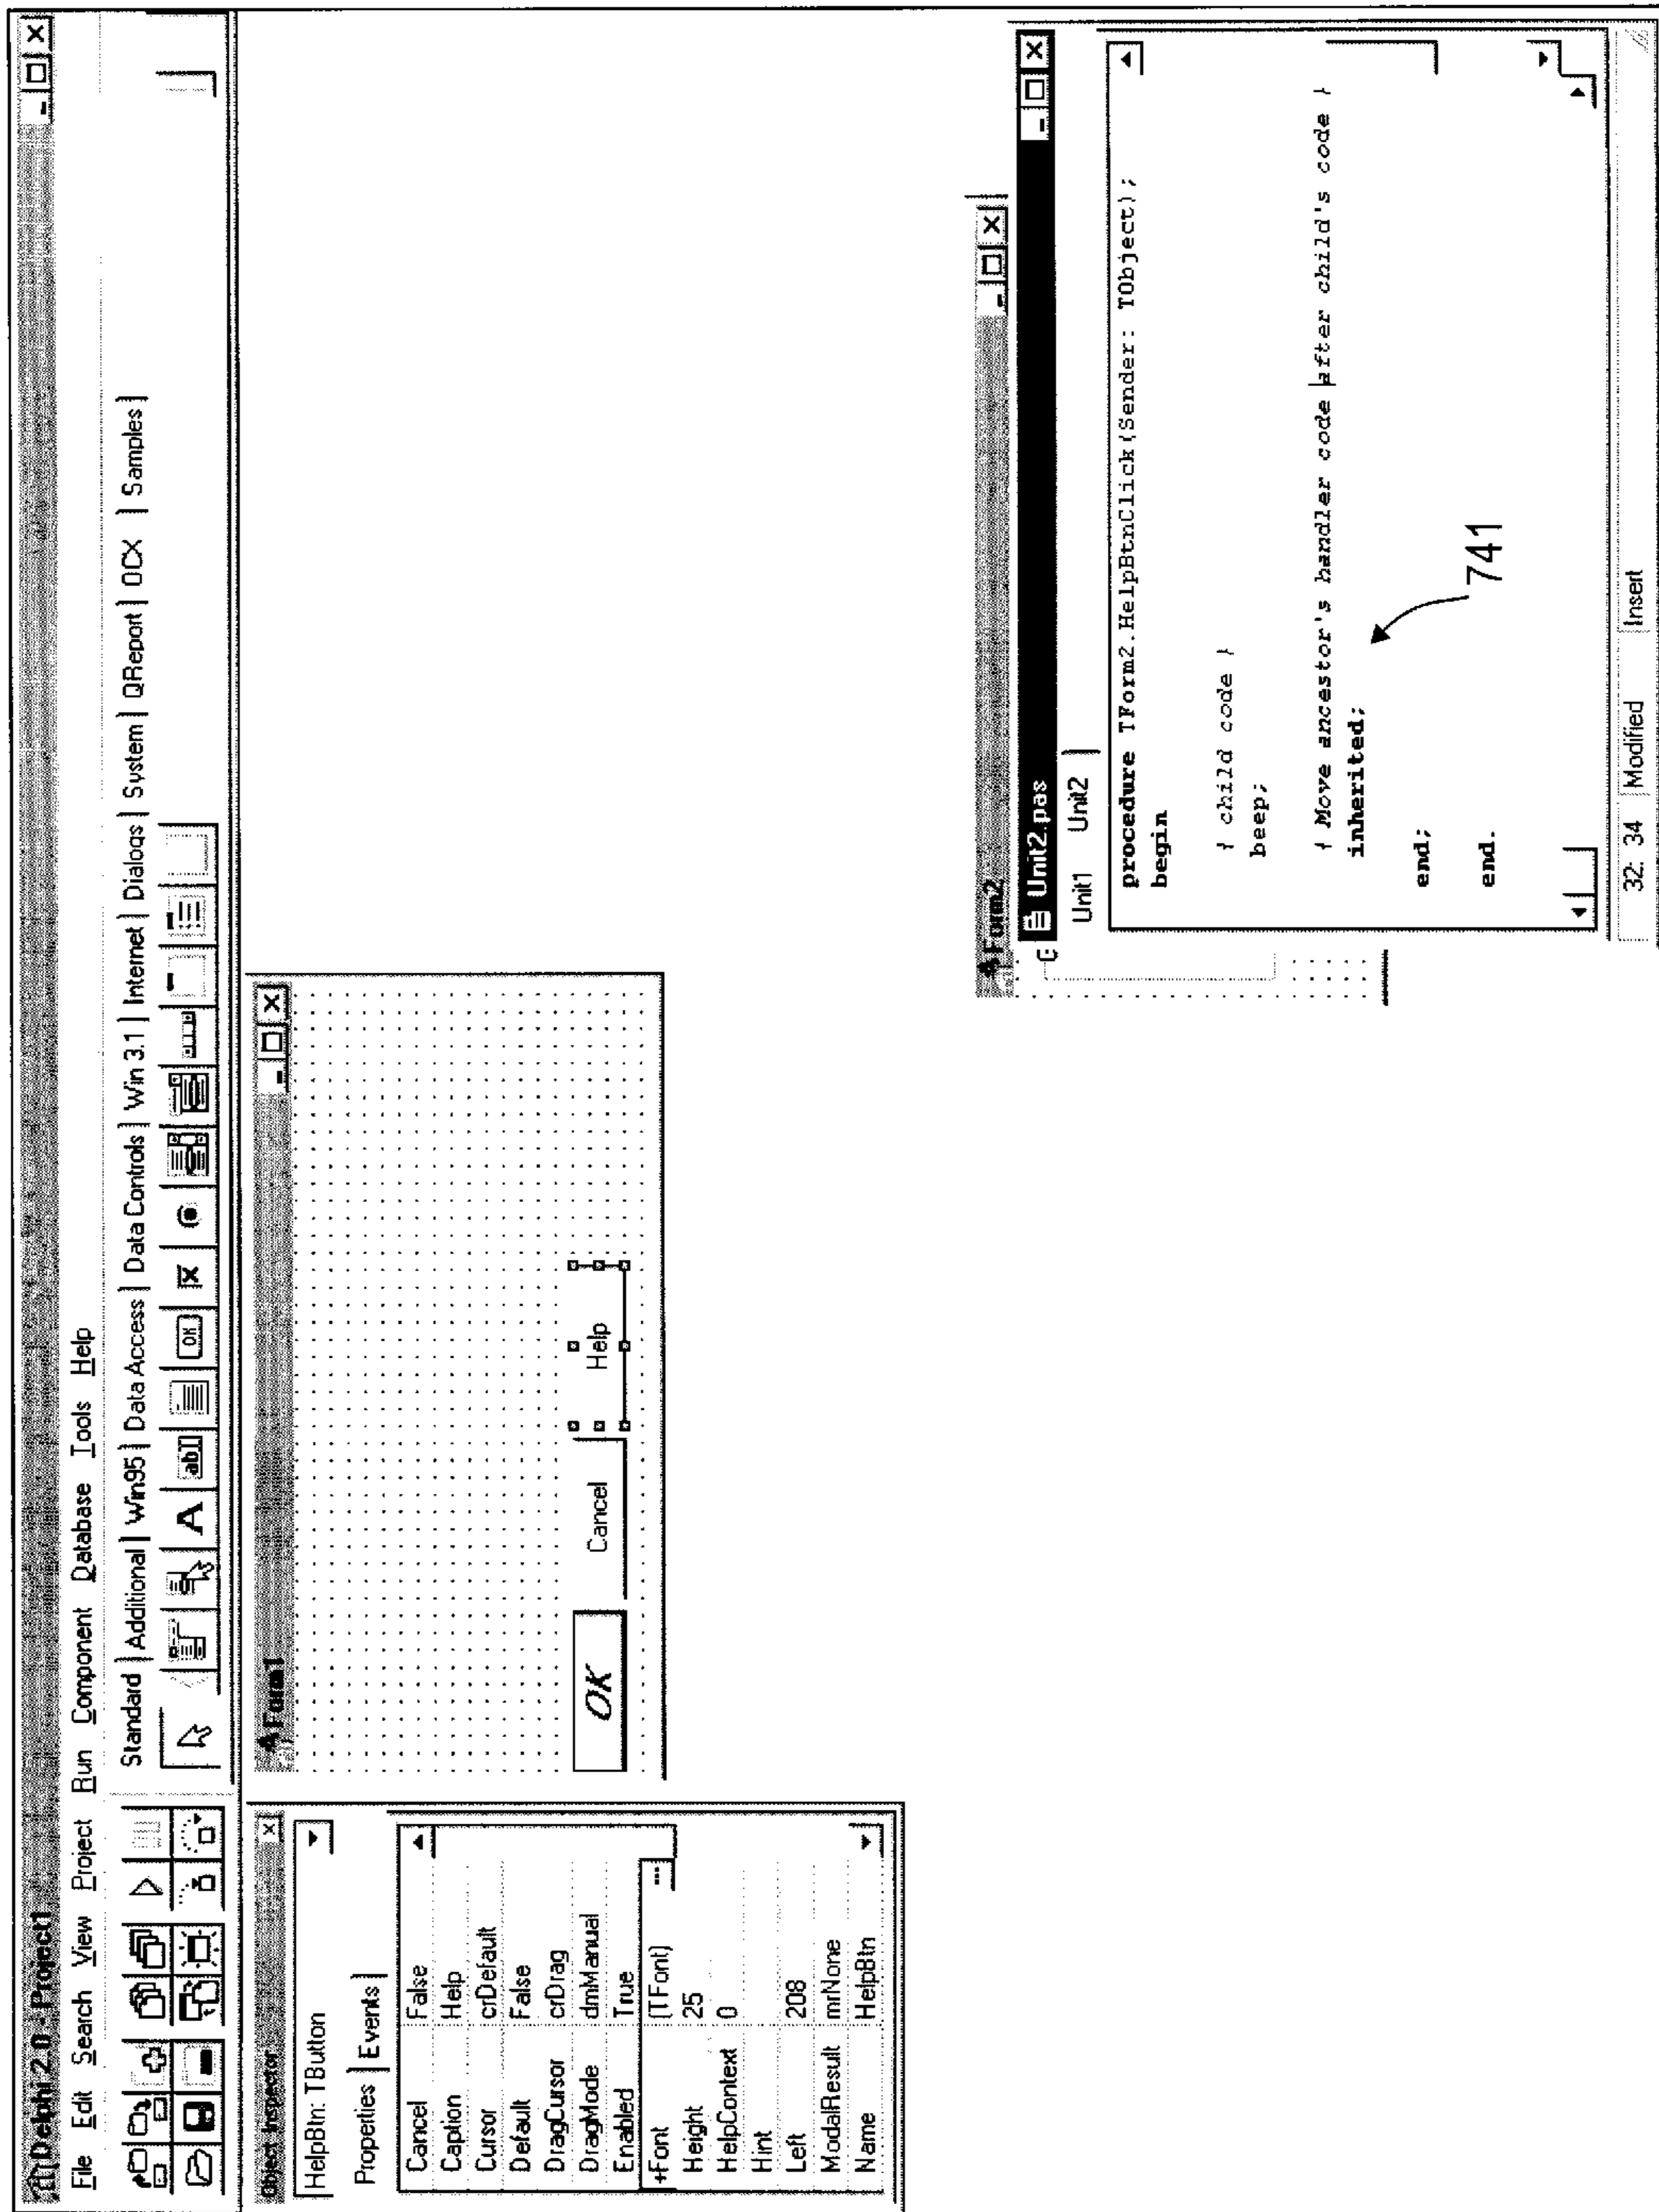 Delphi 2.0 - Project1
File Edit Search View Project Run Component Database Tools Help
Standard Additional Win95 Data Access Data Controls Win 3.1 Internet Dialogs System QReport OCX Samples
A
abI
OK
Object Inspector
HelpBtn: TButton
Properties Events
Cancel False
Caption Help
Cursor crDefault
Default False
DragCursor crDrag
DragMode dmManual
Enabled True
+Font (TFont)
Height 25
HelpContext 0
Hint
Left 208
ModalResult mrNone
Name HelpBtn
Form1
OK Cancel Help
Form2
Unit2.pas
Unit1 Unit2
procedure TForm2.HelpBtnClick(Sender: TObject);
begin
{ child code }
beep;
{ Move ancestor's handler code after child's code }
inherited;
end;
end.
741
32: 34 Modified Insert